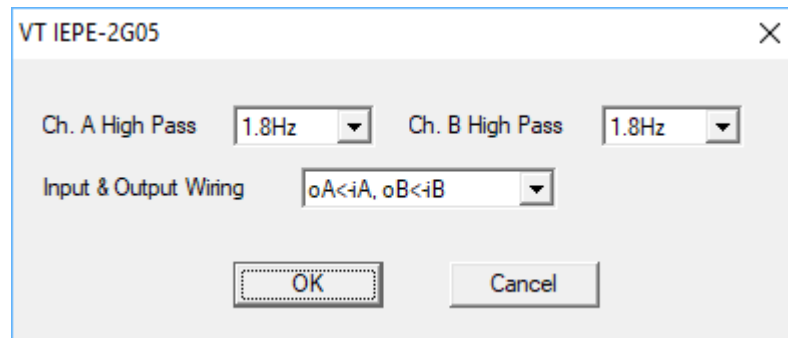 VT IEPE-2G05
Ch. A High Pass 1.8Hz Ch. B High Pass 1.8Hz
Input & Output Wiring oA<-iA, oB<-iB
OK Cancel